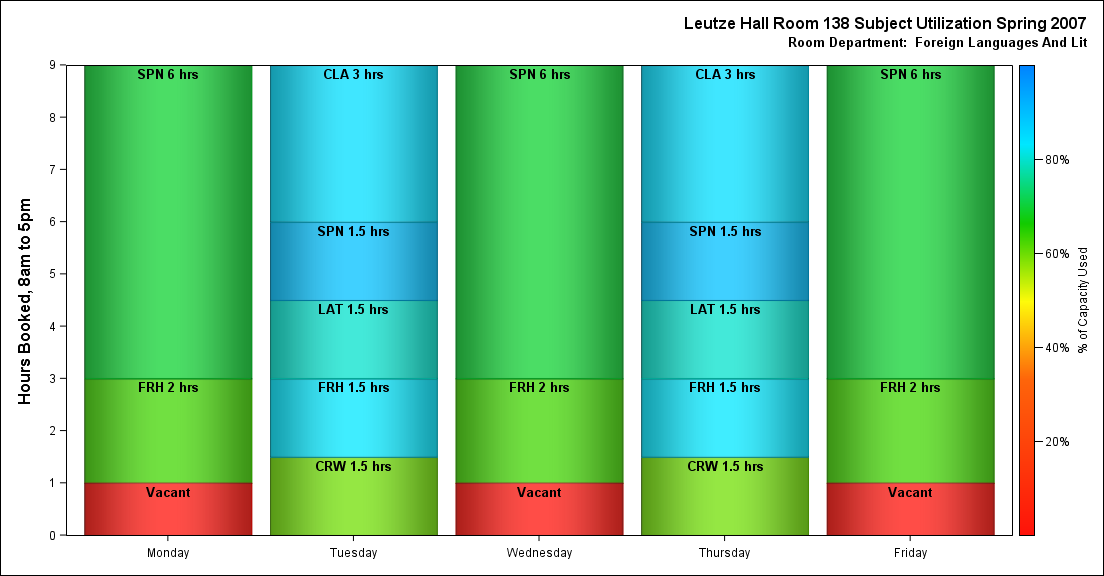 Leutze Hall Room 138 Subject Utilization Spring 2007
Room Department:  Foreign Languages And Lit
Hours Booked, 8am to 5pm
9
8
7
6
5
4
3
2
1
0
SPN 6 hrs
FRH 2 hrs
Vacant
CLA 3 hrs
SPN 1.5 hrs
LAT 1.5 hrs
FRH 1.5 hrs
CRW 1.5 hrs
SPN 6 hrs
FRH 2 hrs
Vacant
CLA 3 hrs
SPN 1.5 hrs
LAT 1.5 hrs
FRH 1.5 hrs
CRW 1.5 hrs
SPN 6 hrs
FRH 2 hrs
Vacant
Monday
Tuesday
Wednesday
Thursday
Friday
80%
60%
40%
20%
% of Capacity Used